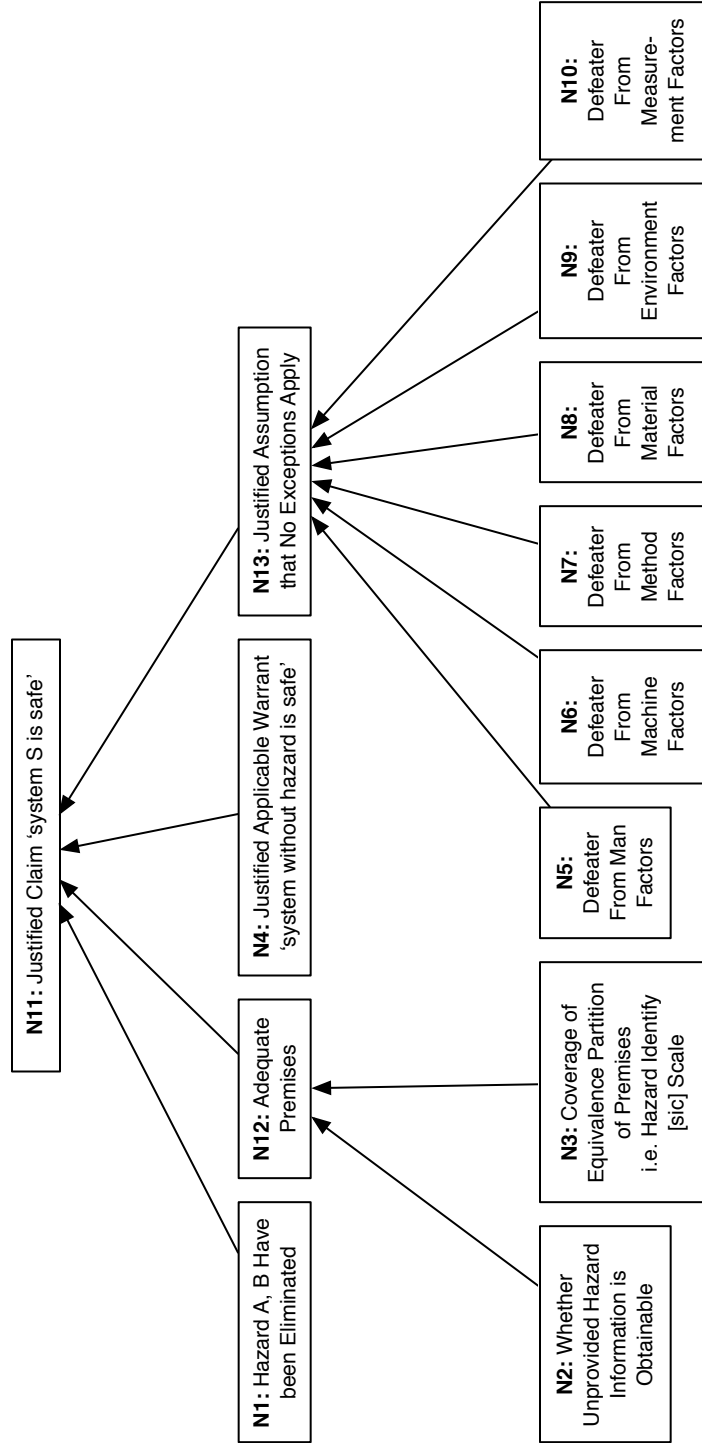 N11: Justified Claim ‘system S is safe’
N1: Hazard A, B Have
been Eliminated
N12: Adequate
Premises
N4: Justified Applicable Warrant
‘system without hazard is safe’
N13: Justified Assumption
that No Exceptions Apply
N2: Whether
Unprovided Hazard
Information is
Obtainable
N3: Coverage of
Equivalence Partition
of Premises
i.e. Hazard Identify
[sic] Scale
N5:
Defeater
From Man
Factors
N6:
Defeater
From
Machine
Factors
N7:
Defeater
From
Method
Factors
N8:
Defeater
From
Material
Factors
N9:
Defeater
From
Environment
Factors
N10:
Defeater
From
Measure-
ment Factors